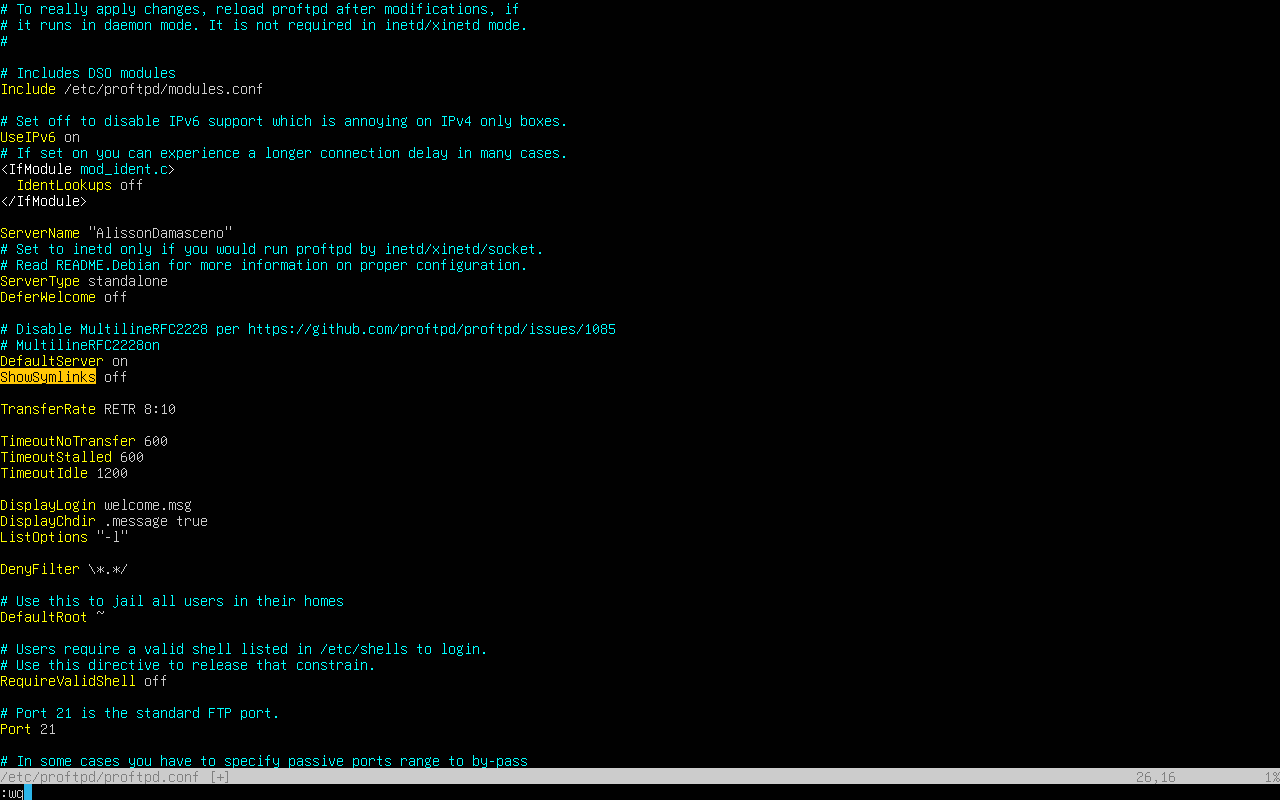 # To really apply changes, reload proftpd after modifications, if
# it runs in daemon mode. It is not required in inetd/xinetd mode.
#
# Includes DSO modules
Include /etc/proftpd/modules.conf
# Set off to disable IPv6 support which is annoying on IPv4 only boxes.
UseIPv6 on
# If set on you can experience a longer connection delay in many cases.
<IfModule mod_ident.c>
  IdentLookups off
</IfModule>
ServerName "AlissonDamasceno"
# Set to inetd only if you would run proftpd by inetd/xinetd/socket.
# Read README.Debian for more information on proper configuration.
ServerType standalone
DeferWelcome off
# Disable MultilineRFC2228 per https://github.com/proftpd/proftpd/issues/1085
# MultilineRFC2228on
DefaultServer on
ShowSymlinks off
TransferRate RETR 8:10
TimeoutNoTransfer 600
TimeoutStalled 600
TimeoutIdle 1200
DisplayLogin welcome.msg
DisplayChdir .message true
ListOptions "-l"
DenyFilter \*.*/
# Use this to jail all users in their homes
DefaultRoot ~
# Users require a valid shell listed in /etc/shells to login.
# Use this directive to release that constrain.
RequireValidShell off
# Port 21 is the standard FTP port.
Port 21
# In some cases you have to specify passive ports range to by-pass
/etc/proftpd/proftpd.conf [+] 26,16 1%
:wq